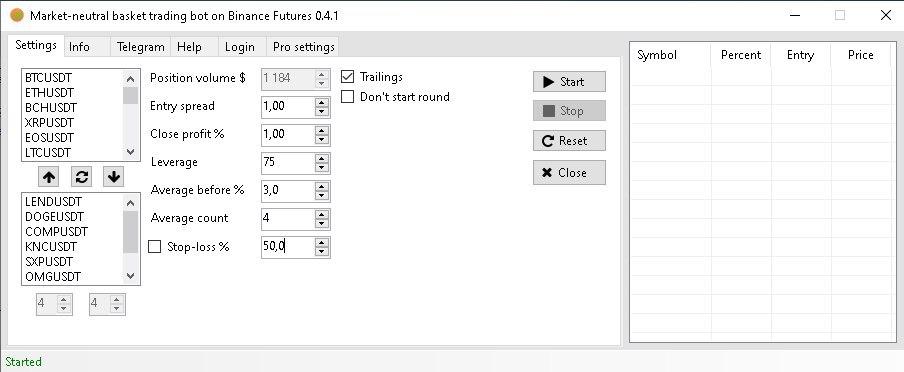 Market-neutral basket trading bot on Binance Futures 0.4.1
Settings Info Telegram Help Login Pro settings
BTCUSDT
ETHUSDT
BCHUSDT
XRPUSDT
EOSUSDT
LTCUSDT
LENDUSDT
DOGEUSDT
COMPUSDT
KNCUSDT
SXPUSDT
OMGUSDT
4 4
Position volume $ 1 184
Entry spread 1,00
Close profit % 1,00
Leverage 75
Average before % 3,0
Average count 4
Stop-loss % 50,0
Trailings
Don't start round
Start
Stop
Reset
Close
Symbol Percent Entry Price
Started